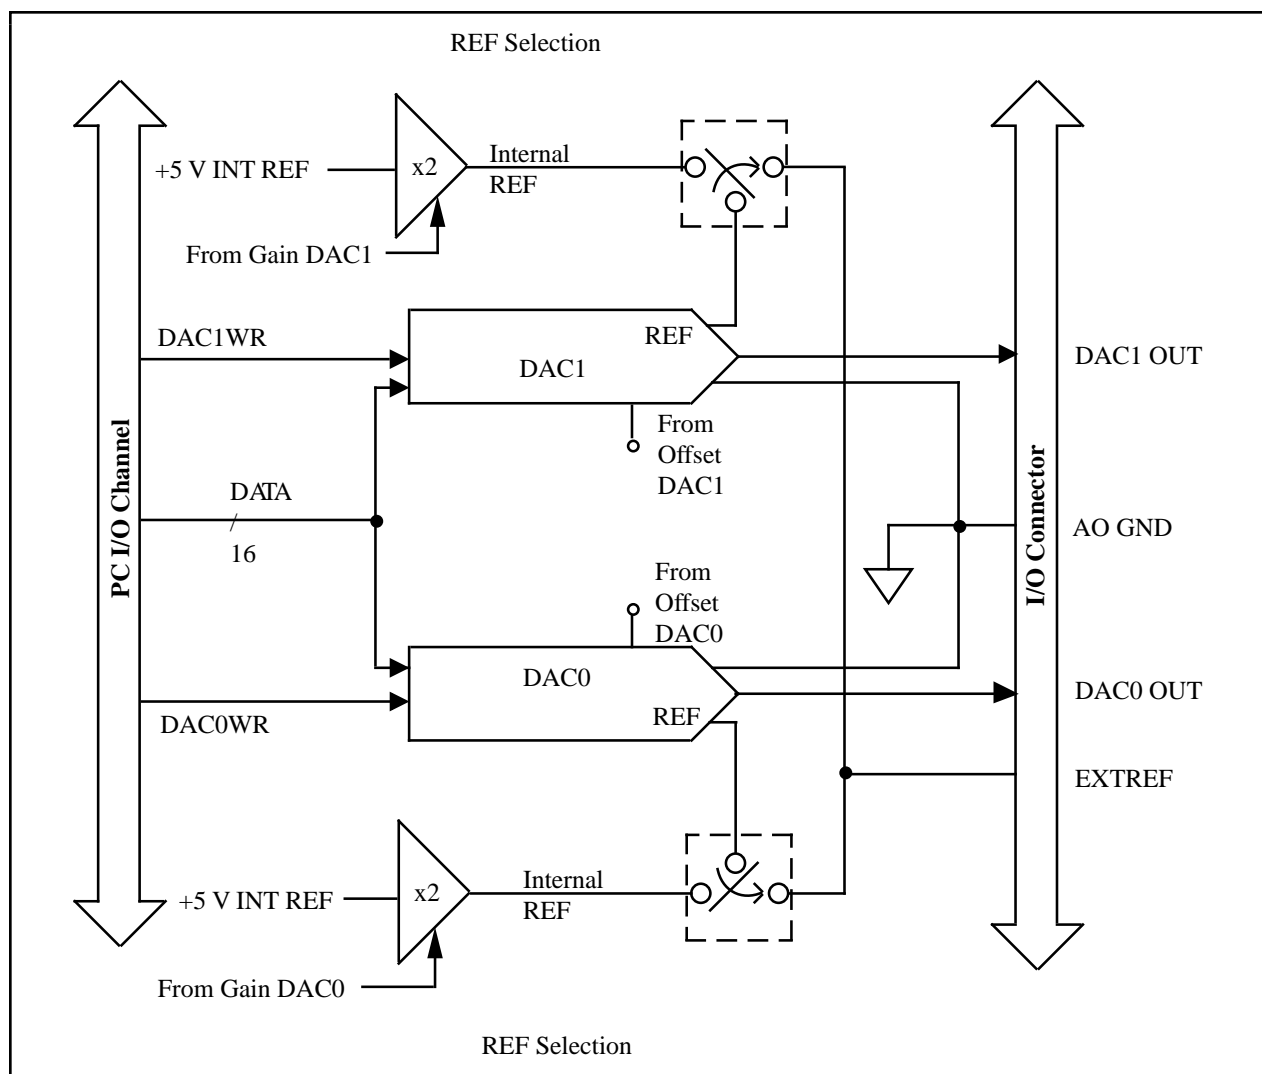 REF Selection
+5 V INT REF
x2
Internal
REF
From Gain DAC1
DAC1WR
REF
DAC1
DAC1 OUT
From
Offset
DAC1
PC I/O Channel
DATA
16
I/O Connector
AO GND
From
Offset
DAC0
DAC0
REF
DAC0WR
DAC0 OUT
EXTREF
+5 V INT REF
x2
Internal
REF
From Gain DAC0
REF Selection